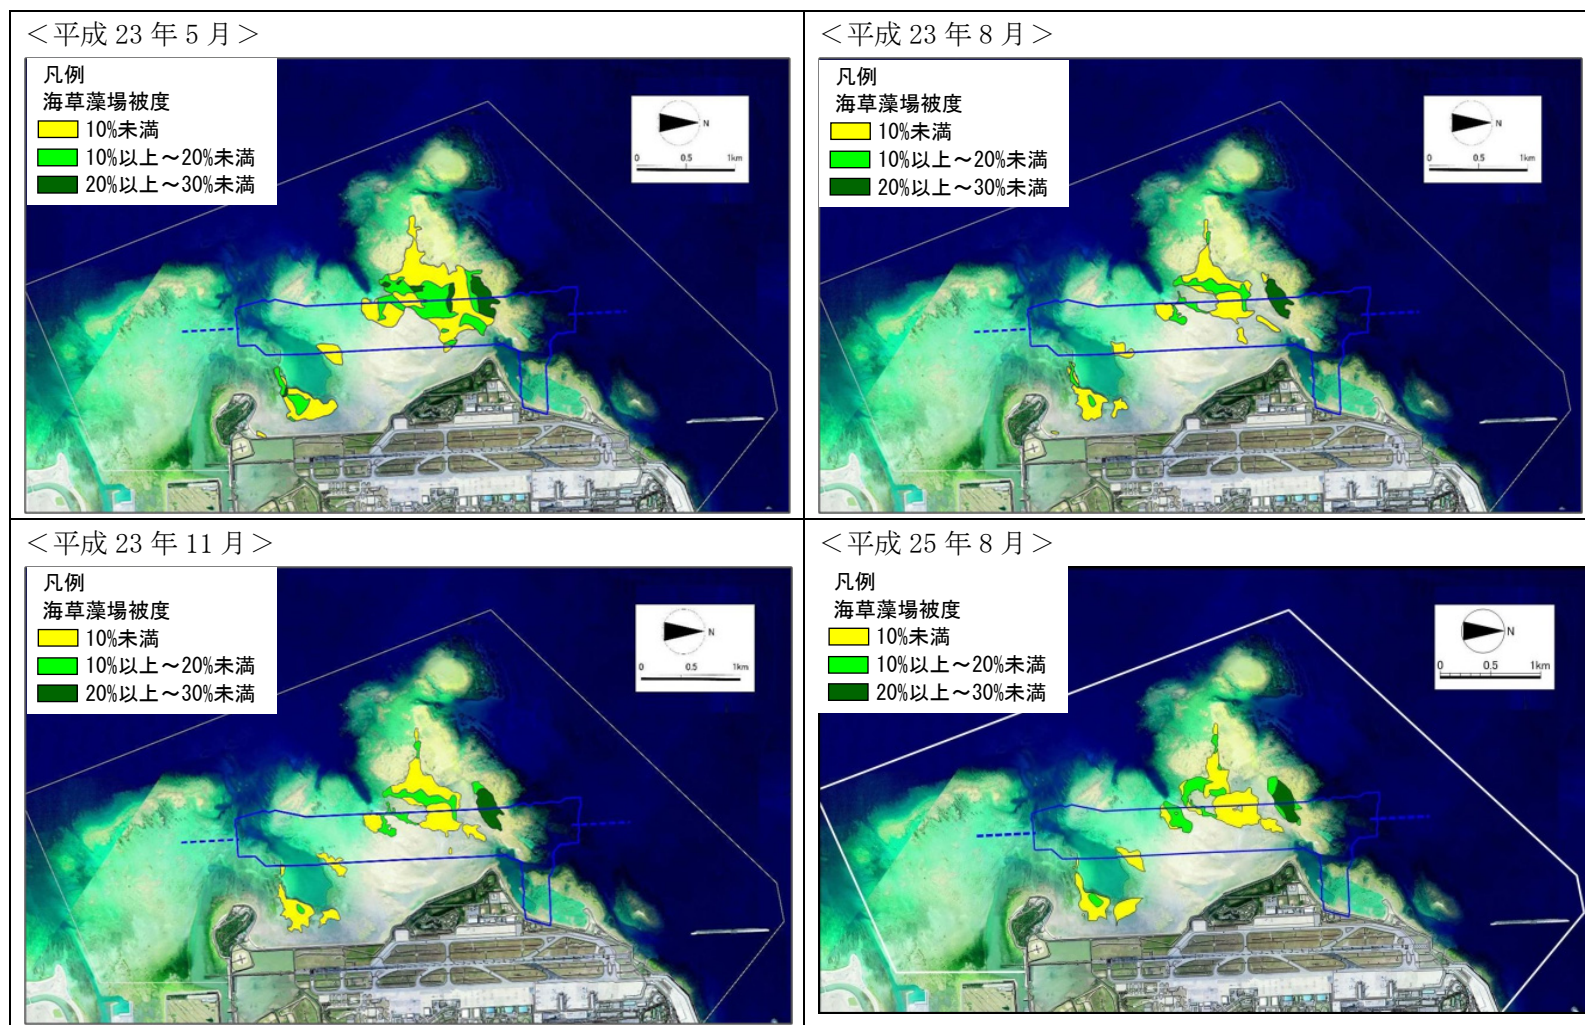 ＜平成 23 年 5 月＞
凡例
海草藻場被度
10%未満
10%以上～20%未満
20%以上～30%未満
N
0 0.5 1km
＜平成 23 年 8 月＞
凡例
海草藻場被度
10%未満
10%以上～20%未満
20%以上～30%未満
N
0 0.5 1km
＜平成 23 年 11 月＞
凡例
海草藻場被度
10%未満
10%以上～20%未満
20%以上～30%未満
N
0 0.5 1km
＜平成 25 年 8 月＞
凡例
海草藻場被度
10%未満
10%以上～20%未満
20%以上～30%未満
N
0 0.5 1km